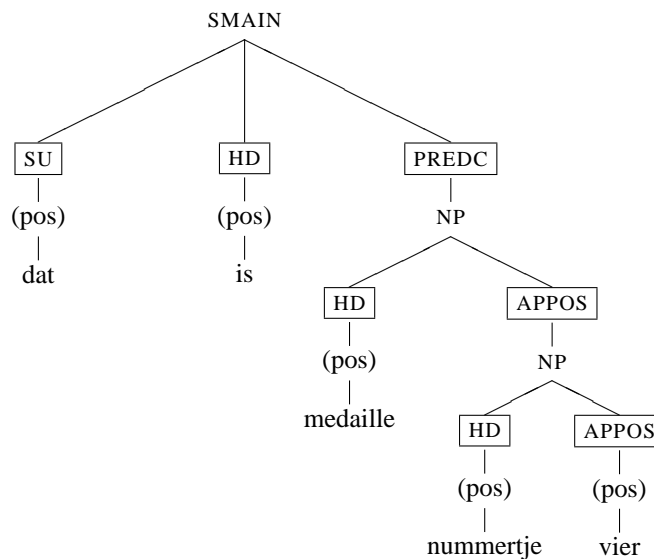 SMAIN
SU HD PREDC
(pos) (pos) NP
dat is
HD APPOS
(pos) NP
medaille
HD APPOS
(pos) (pos)
nummertje vier